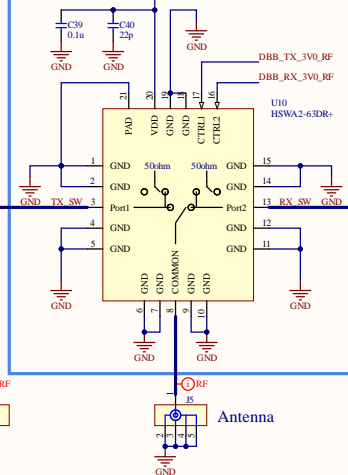 C39
0.1u
C40
22p
GND
DBB_TX_3V0_RF
DBB_RX_3V0_RF
U10
HSWA2-63DR+
21
20
19
18
17
16
PAD
VDD
GND
GND
CTRL1
CTRL2
1
GND
50ohm
50ohm
GND
15
2
GND
GND
14
GND
GND
TX_SW
3
Port1
Port2
13
RX_SW
4
GND
GND
12
5
GND
GND
11
GND
GND
COMMON
GND
GND
GND
GND
6
7
8
9
10
GND
GND
RF
i RF
1
J5
Antenna
2
3
4
5
GND